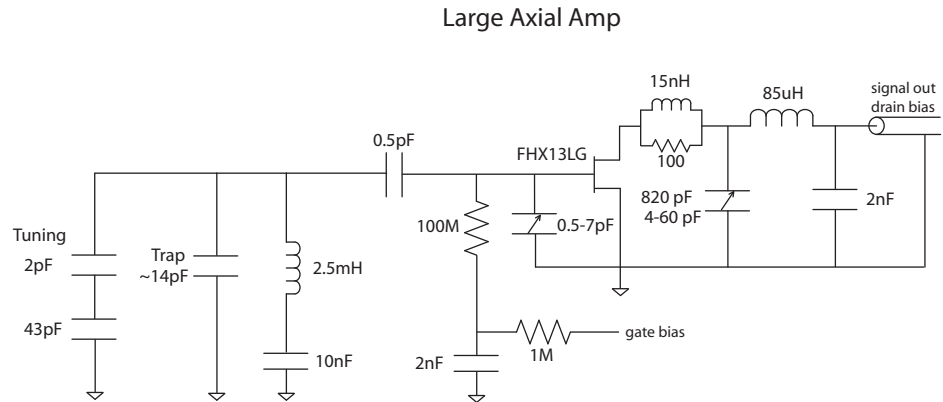 Large Axial Amp
15nH
85uH
signal out
drain bias
0.5pF
FHX13LG
100
820 pF
4-60 pF
2nF
100M
0.5-7pF
Tuning
2pF
Trap
~14pF
2.5mH
43pF
10nF
2nF
1M
gate bias